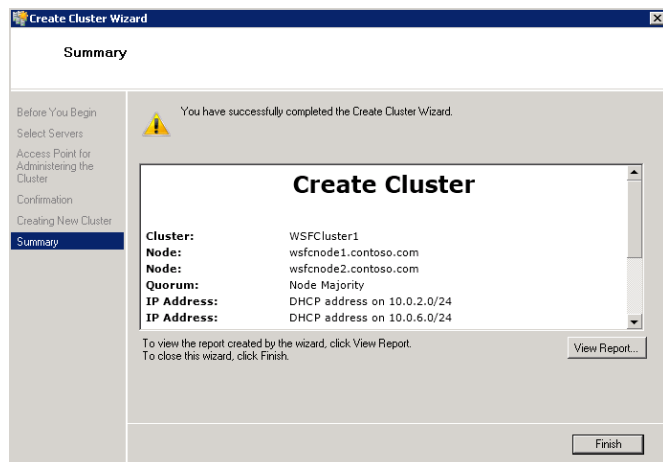 Create Cluster Wizard
Summary
Before You Begin
Select Servers
Access Point for
Administering the
Cluster
Confirmation
Creating New Cluster
Summary
You have successfully completed the Create Cluster Wizard.
Create Cluster
Cluster: WSFCluster1
Node: wsfcnode1.contoso.com
Node: wsfcnode2.contoso.com
Quorum: Node Majority
IP Address: DHCP address on 10.0.2.0/24
IP Address: DHCP address on 10.0.6.0/24
To view the report created by the wizard, click View Report.
To close this wizard, click Finish.
View Report...
Finish